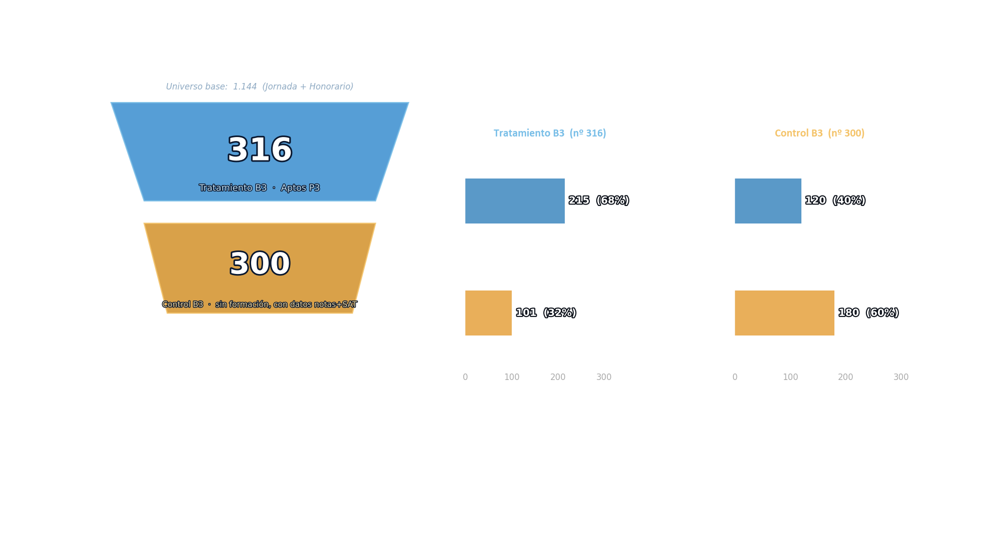 Universo base:  1.144  (Jornada + Honorario)
316
Tratamiento B3  ·  Aptos P3
300
Control B3  ·  sin formación, con datos notas+SAT
Tratamiento B3  (nº 316)
215  (68%)
101  (32%)
0 100 200 300
Control B3  (nº 300)
120  (40%)
180  (60%)
0 100 200 300